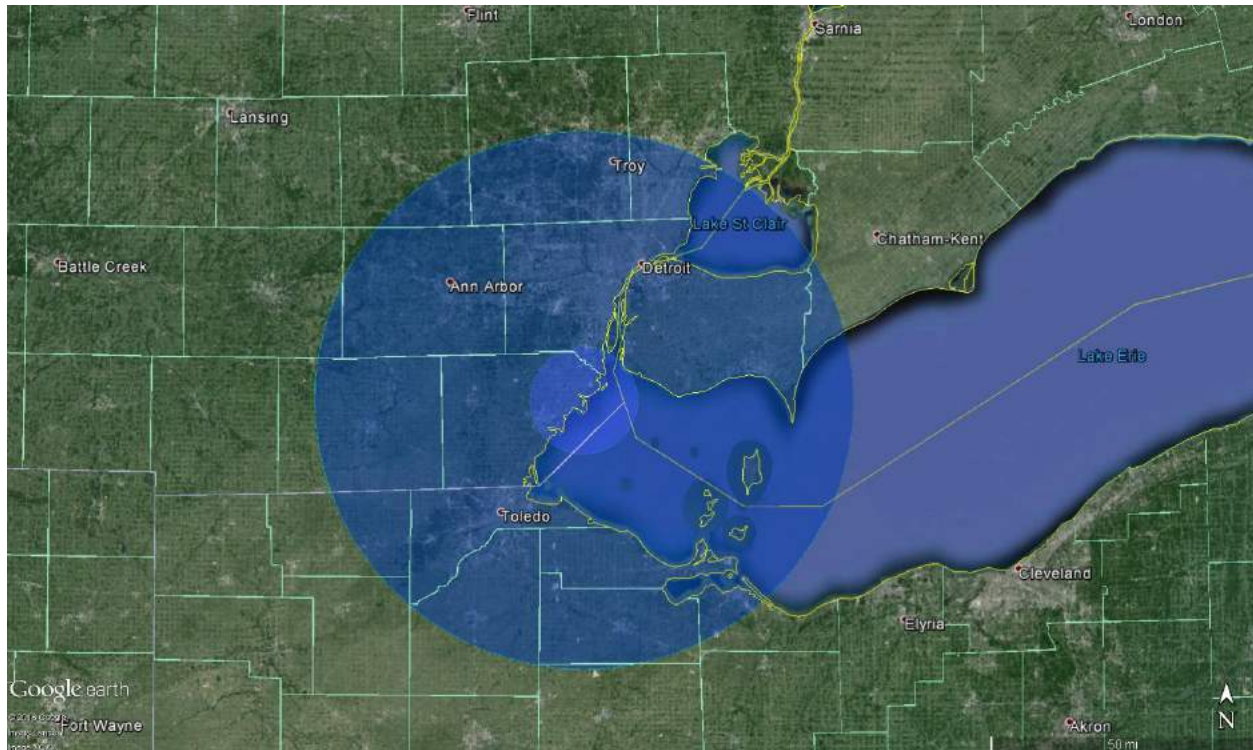 Flint
Sarnia
London
Lansing
Troy
Lake St Clair
Chatham-Kent
Battle Creek
Detroit
Ann Arbor
Lake Erie
Toledo
Cleveland
Elyria
Google earth
Fort Wayne
N
Akron
50 mi